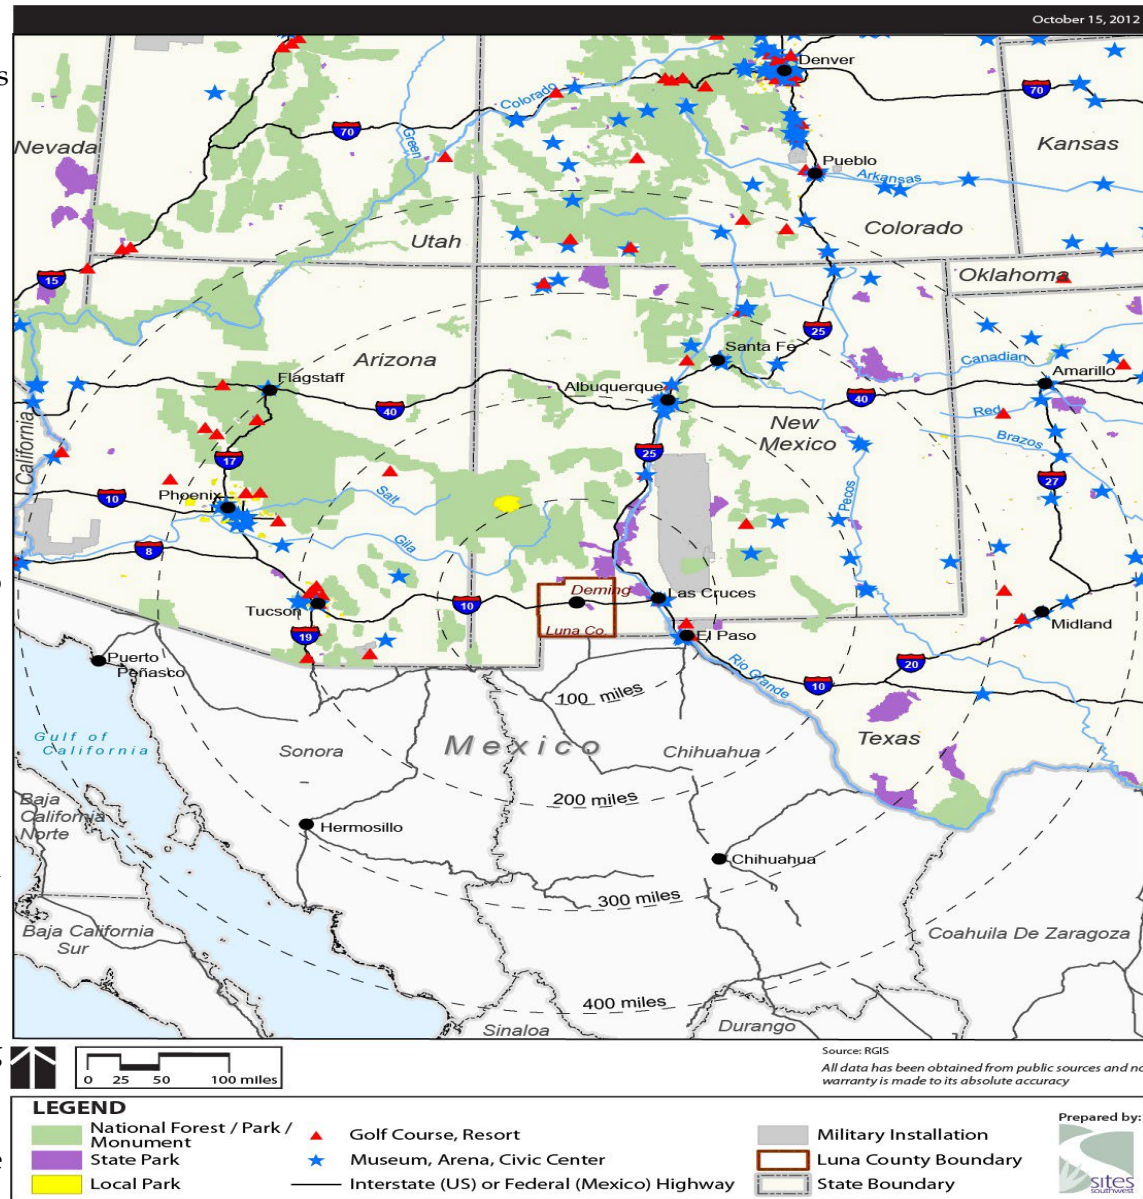 October 15, 2012
s
Denver
Colorado
Green
70
70
Nevada
Kansas
Pueblo
Arkansas
Utah
Colorado
15
Oklahoma
25
Santa Fe
Arizona
Canadian
Flagstaff
Albuquerque
Amarillo
40
40
Red
New
Mexico
Brazos
California
17
25
27
10
Phoenix
Salt
Pecos
8
Gila
Deming
Las Cruces
Tucson
10
Luna Co.
El Paso
Midland
19
Puerto
Peñasco
Rio Grande
20
10
100 miles
Gulf of
California
Sonora
Mexico
Chihuahua
Texas
200 miles
Baja
California
Norte
Hermosillo
Chihuahua
300 miles
Baja California
Sur
Coahuila De Zaragoza
400 miles
Sinaloa
Durango
g
0 25 50 100 miles
Source: RGIS
All data has been obtained from public sources and no
warranty is made to its absolute accuracy
LEGEND
National Forest / Park /
Monument
State Park
Local Park
Golf Course, Resort
Museum, Arena, Civic Center
Interstate (US) or Federal (Mexico) Highway
Military Installation
Luna County Boundary
State Boundary
Prepared by:
sites
southwest
e